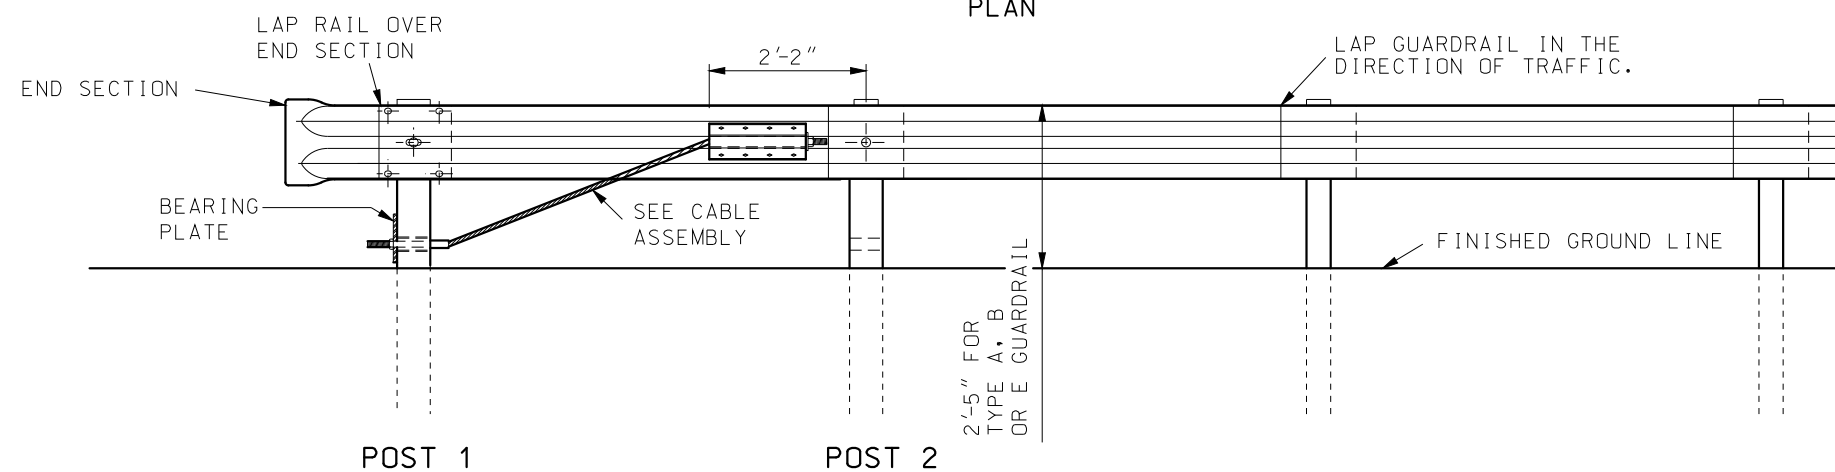 PLAN
LAP RAIL OVER
END SECTION
END SECTION
2'-2"
LAP GUARDRAIL IN THE
DIRECTION OF TRAFFIC.
BEARING
PLATE
SEE CABLE
ASSEMBLY
FINISHED GROUND LINE
2'-5" FOR
TYPE A, B
OR E GUARDRAIL
POST 1
POST 2